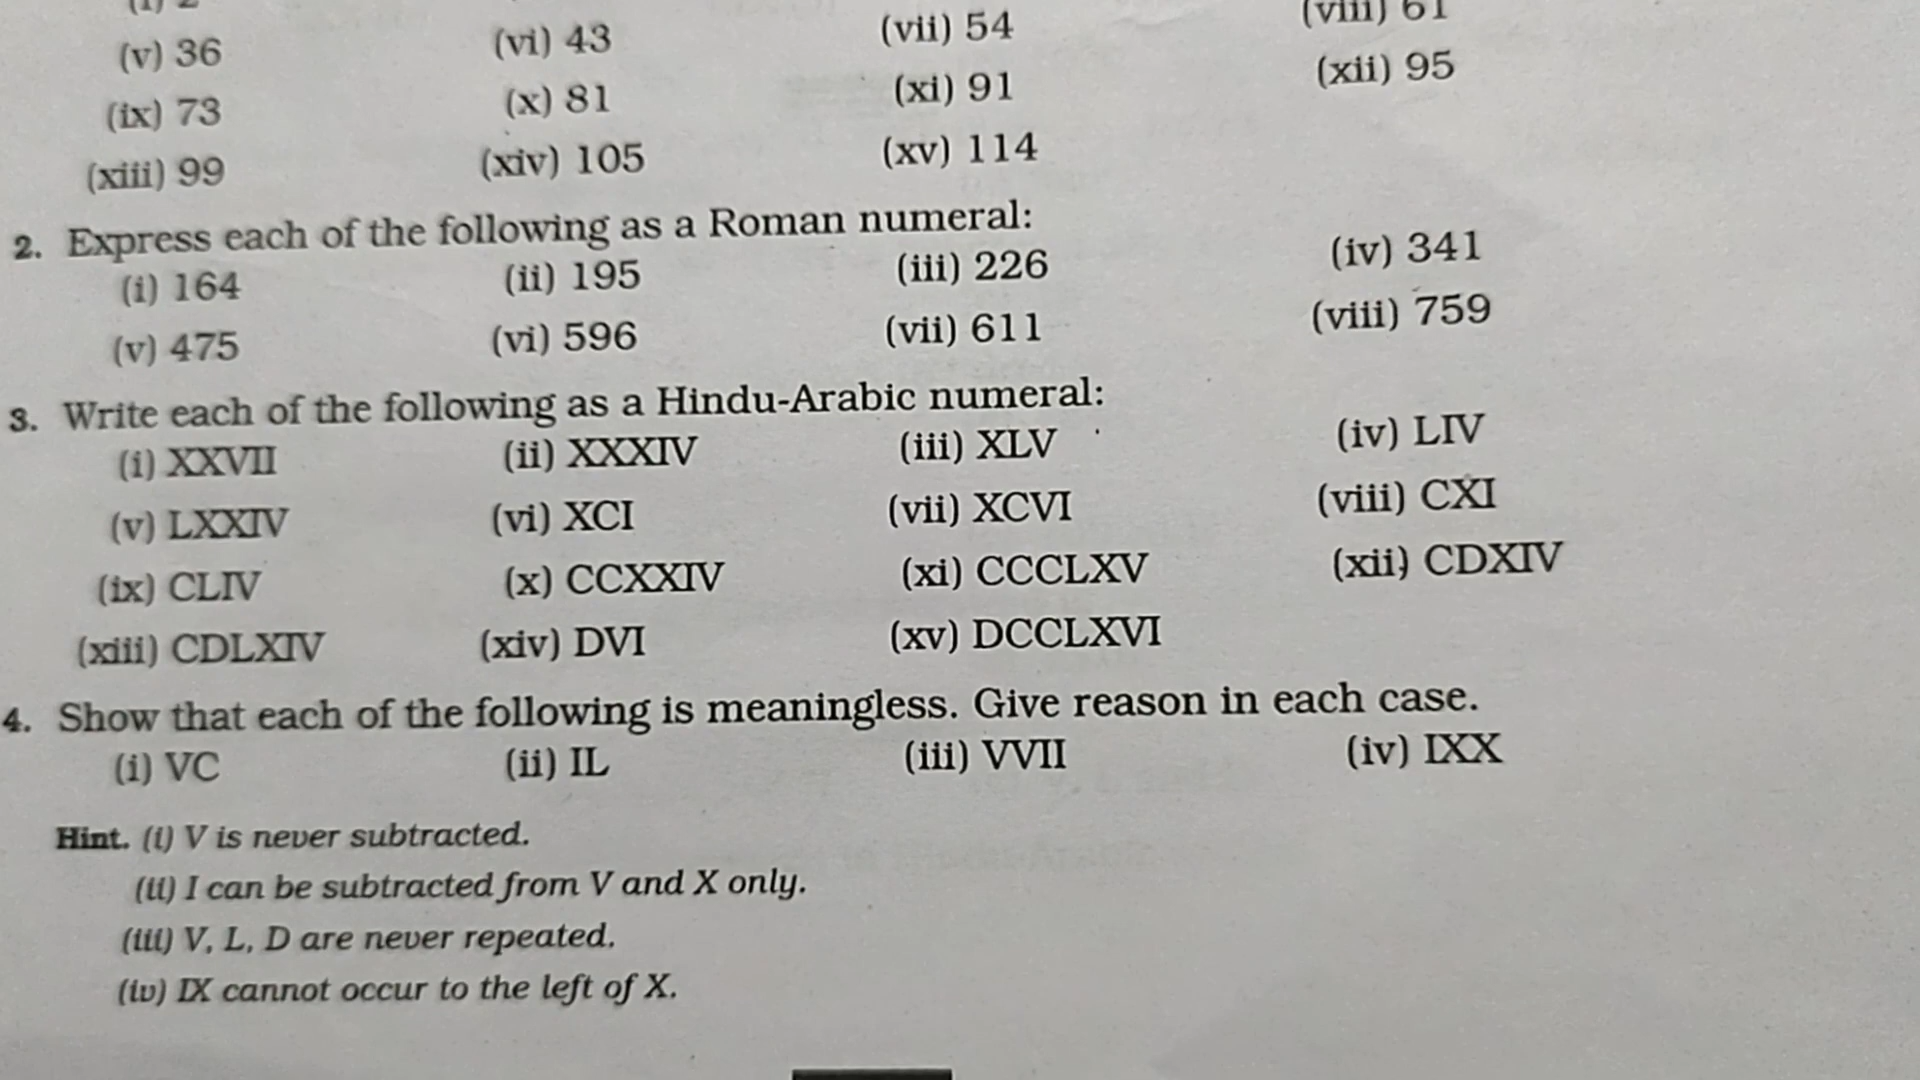 (v) 36 (vi) 43 (vii) 54 (viii) 61
(ix) 73 (x) 81 (xi) 91 (xii) 95
(xiii) 99 (xiv) 105 (xv) 114
2. Express each of the following as a Roman numeral:
(i) 164 (ii) 195 (iii) 226 (iv) 341
(v) 475 (vi) 596 (vii) 611 (viii) 759
3. Write each of the following as a Hindu-Arabic numeral:
(i) XXVII (ii) XXXIV (iii) XLV (iv) LIV
(v) LXXIV (vi) XCI (vii) XCVI (viii) CXI
(ix) CLIV (x) CCXXIV (xi) CCCLXV (xii) CDXIV
(xiii) CDLXIV (xiv) DVI (xv) DCCLXVI
4. Show that each of the following is meaningless. Give reason in each case.
(i) VC (ii) IL (iii) VVII (iv) IXX
Hint. (i) V is never subtracted.
(ii) I can be subtracted from V and X only.
(iii) V, L, D are never repeated.
(iv) IX cannot occur to the left of X.